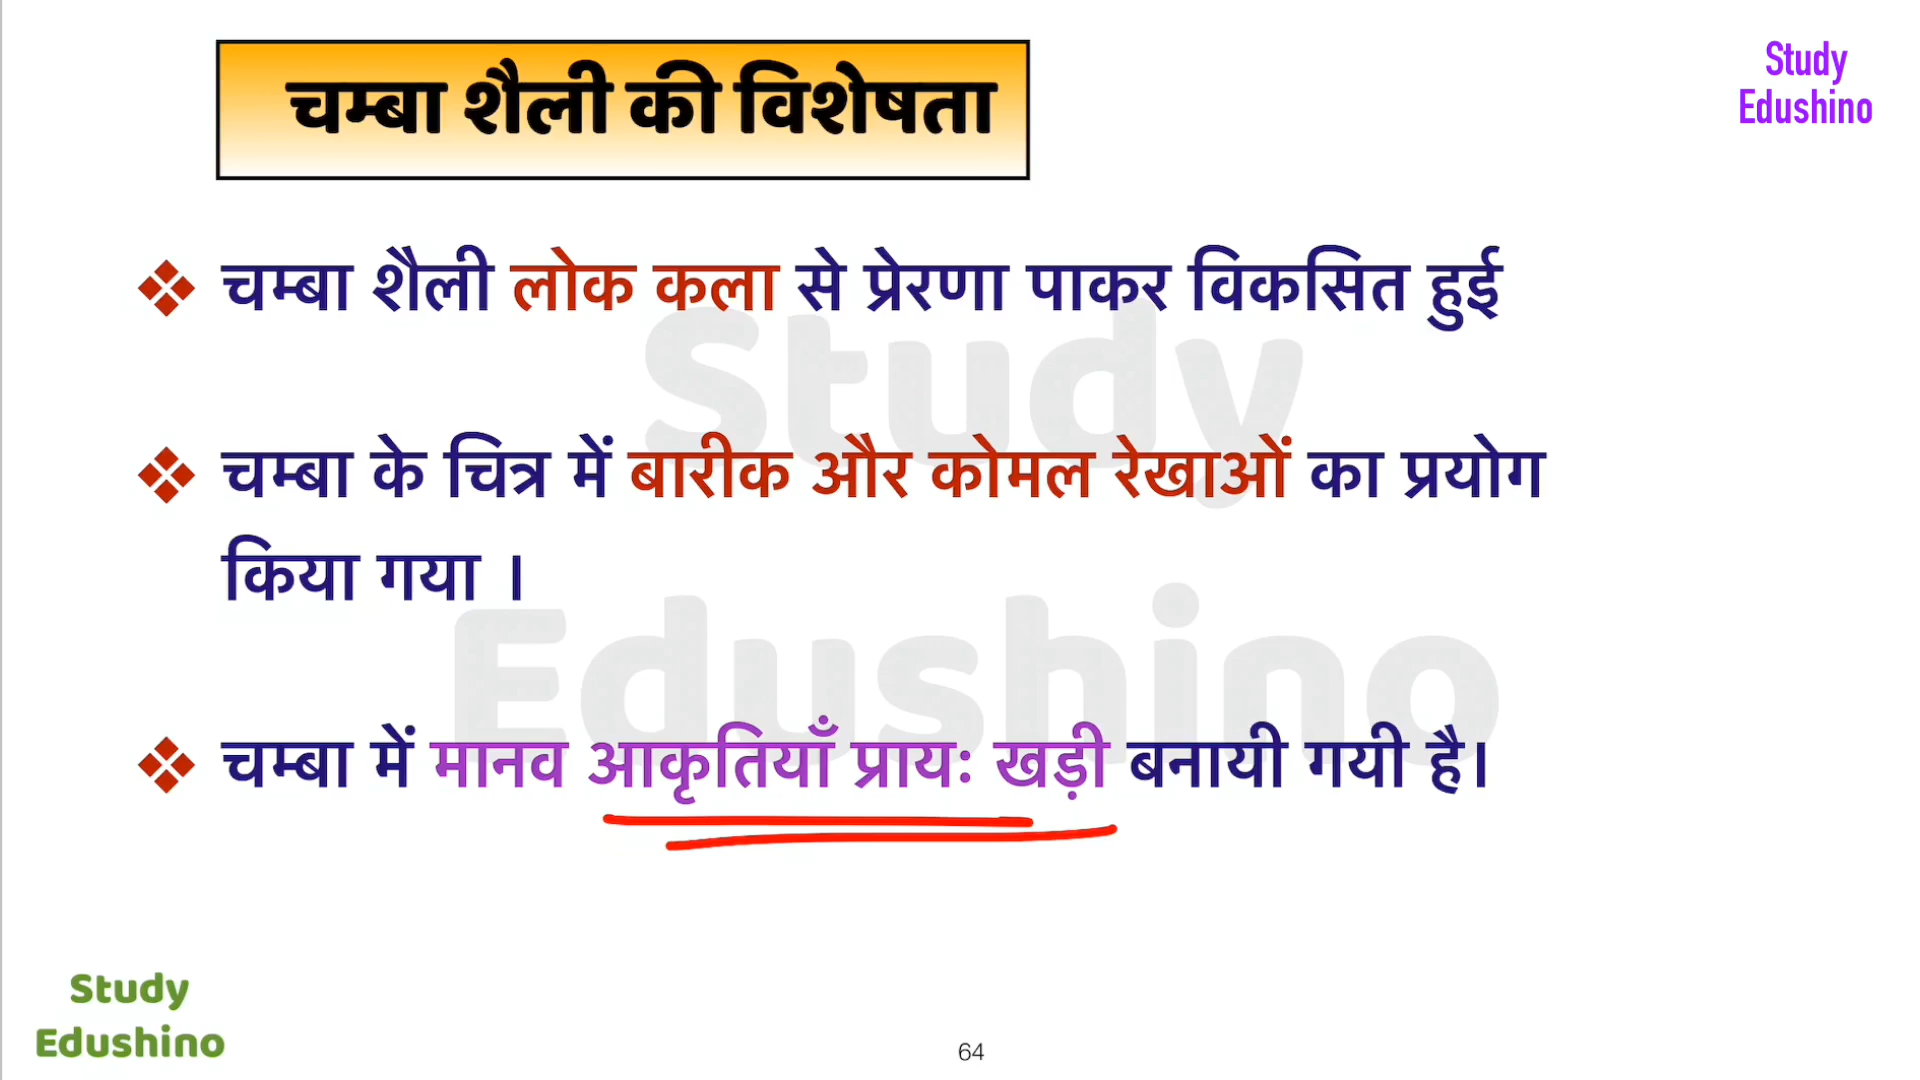 चम्बा शैली की विशेषता
Study
Edushino
❖ चम्बा शैली लोक कला से प्रेरणा पाकर विकसित हुई
❖ चम्बा के चित्र में बारीक और कोमल रेखाओं का प्रयोग
किया गया ।
❖ चम्बा में मानव आकृतियाँ प्रायः खड़ी बनायी गयी है।
Study
Edushino
Study
Edushino
64